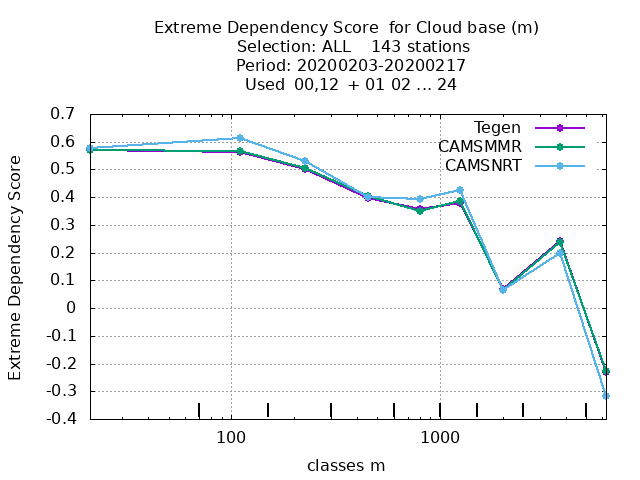 Extreme Dependency Score  for Cloud base (m)
Selection: ALL    143 stations
Period: 20200203-20200217
Used  00,12  + 01 02 ... 24
Extreme Dependency Score
0.7
0.6
0.5
0.4
0.3
0.2
0.1
0
-0.1
-0.2
-0.3
-0.4
Tegen
CAMSMMR
CAMSNRT
100
1000
classes m